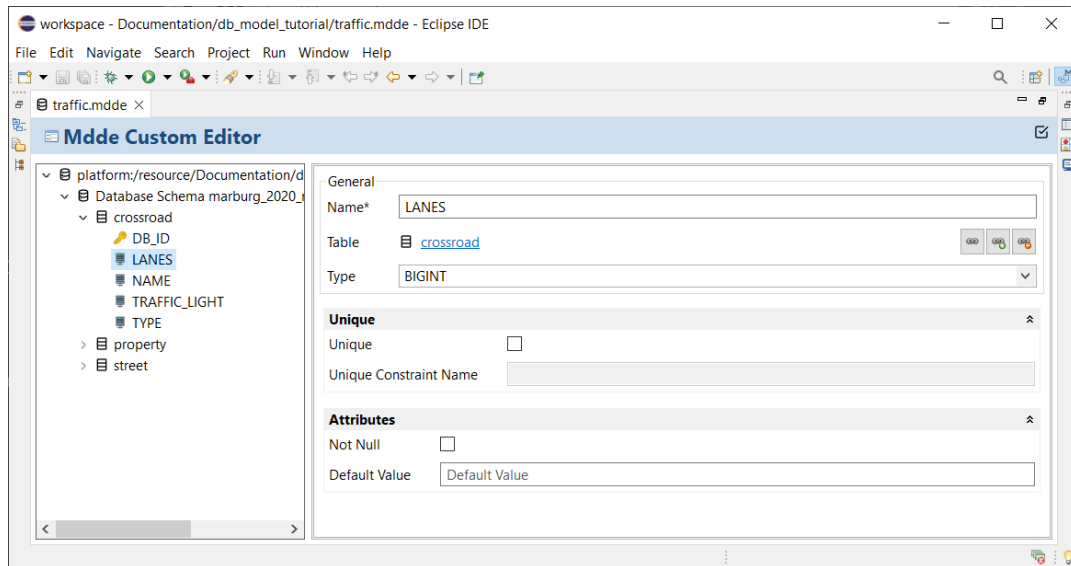 workspace - Documentation/db_model_tutorial/traffic.mdde - Eclipse IDE
File Edit Navigate Search Project Run Window Help
traffic.mdde
Mdde Custom Editor
platform:/resource/Documentation/d
Database Schema marburg_2020_
crossroad
DB_ID
LANES
NAME
TRAFFIC_LIGHT
TYPE
property
street
General
Name* LANES
Table crossroad
Type BIGINT
Unique
Unique
Unique Constraint Name
Attributes
Not Null
Default Value Default Value